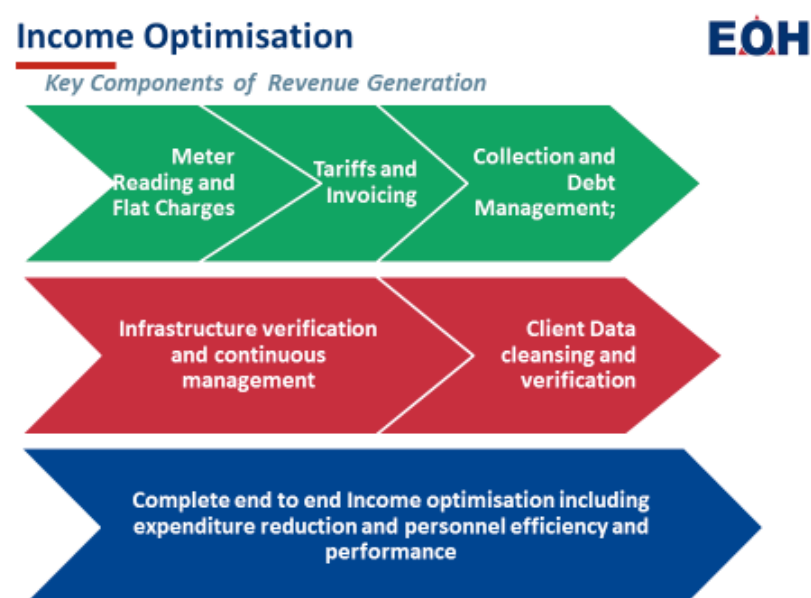 Income Optimisation
EOH
Key Components of Revenue Generation
Meter
Reading and
Flat Charges
Tariffs and
Invoicing
Collection and
Debt
Management;
Infrastructure verification
and continuous
management
Client Data
cleansing and
verification
Complete end to end Income optimisation including
expenditure reduction and personnel efficiency and
performance